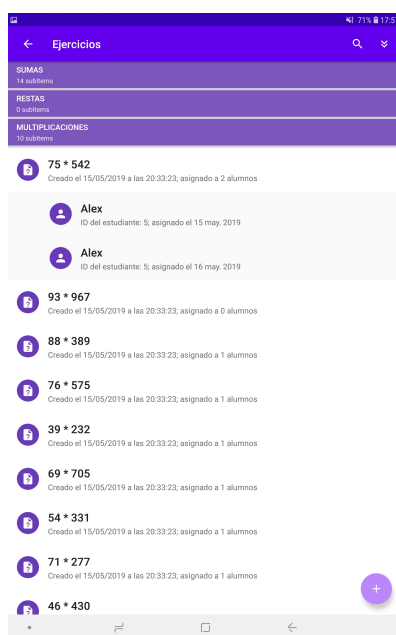 71% 17:5
Ejercicios
SUMAS
14 subItems
RESTAS
0 subItems
MULTIPLICACIONES
10 subItems
75 * 542
Creado el 15/05/2019 a las 20:33:23; asignado a 2 alumnos
Alex
ID del estudiante: 5; asignado el 15 may. 2019
Alex
ID del estudiante: 5; asignado el 16 may. 2019
93 * 967
Creado el 15/05/2019 a las 20:33:23; asignado a 0 alumnos
88 * 389
Creado el 15/05/2019 a las 20:33:23; asignado a 1 alumnos
76 * 575
Creado el 15/05/2019 a las 20:33:23; asignado a 1 alumnos
39 * 232
Creado el 15/05/2019 a las 20:33:23; asignado a 1 alumnos
69 * 705
Creado el 15/05/2019 a las 20:33:23; asignado a 1 alumnos
54 * 331
Creado el 15/05/2019 a las 20:33:23; asignado a 1 alumnos
71 * 277
Creado el 15/05/2019 a las 20:33:23; asignado a 1 alumnos
46 * 430